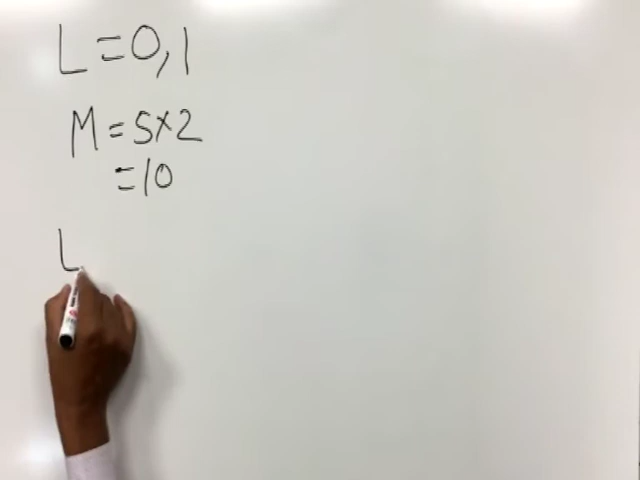 L = 0,1
M = 5×2
= 10
L